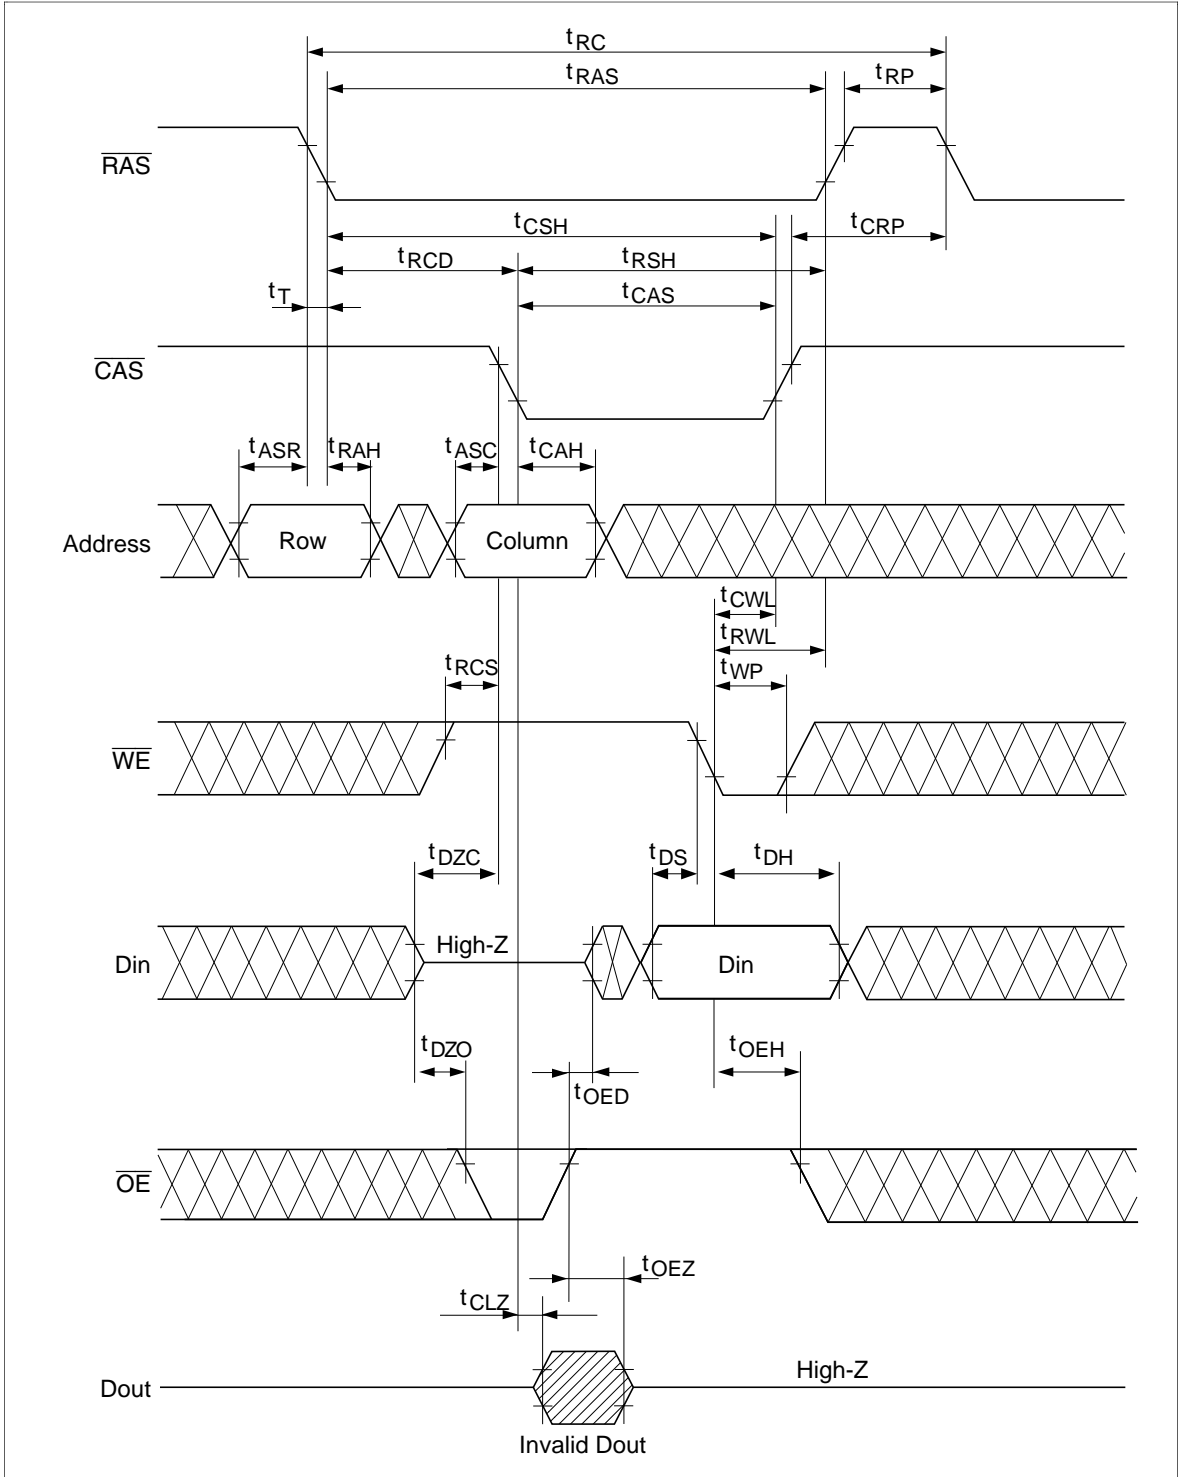 tRC
tRAS
tRP
RAS
tCSH
tCRP
tRCD
tRSH
tT
tCAS
CAS
tASR
tRAH
tASC
tCAH
Address
Row
Column
tCWL
tRWL
tRCS
tWP
WE
tDZC
tDS
tDH
High-Z
Din
Din
tDZO
tOEH
tOED
OE
tOEZ
tCLZ
High-Z
Dout
Invalid Dout